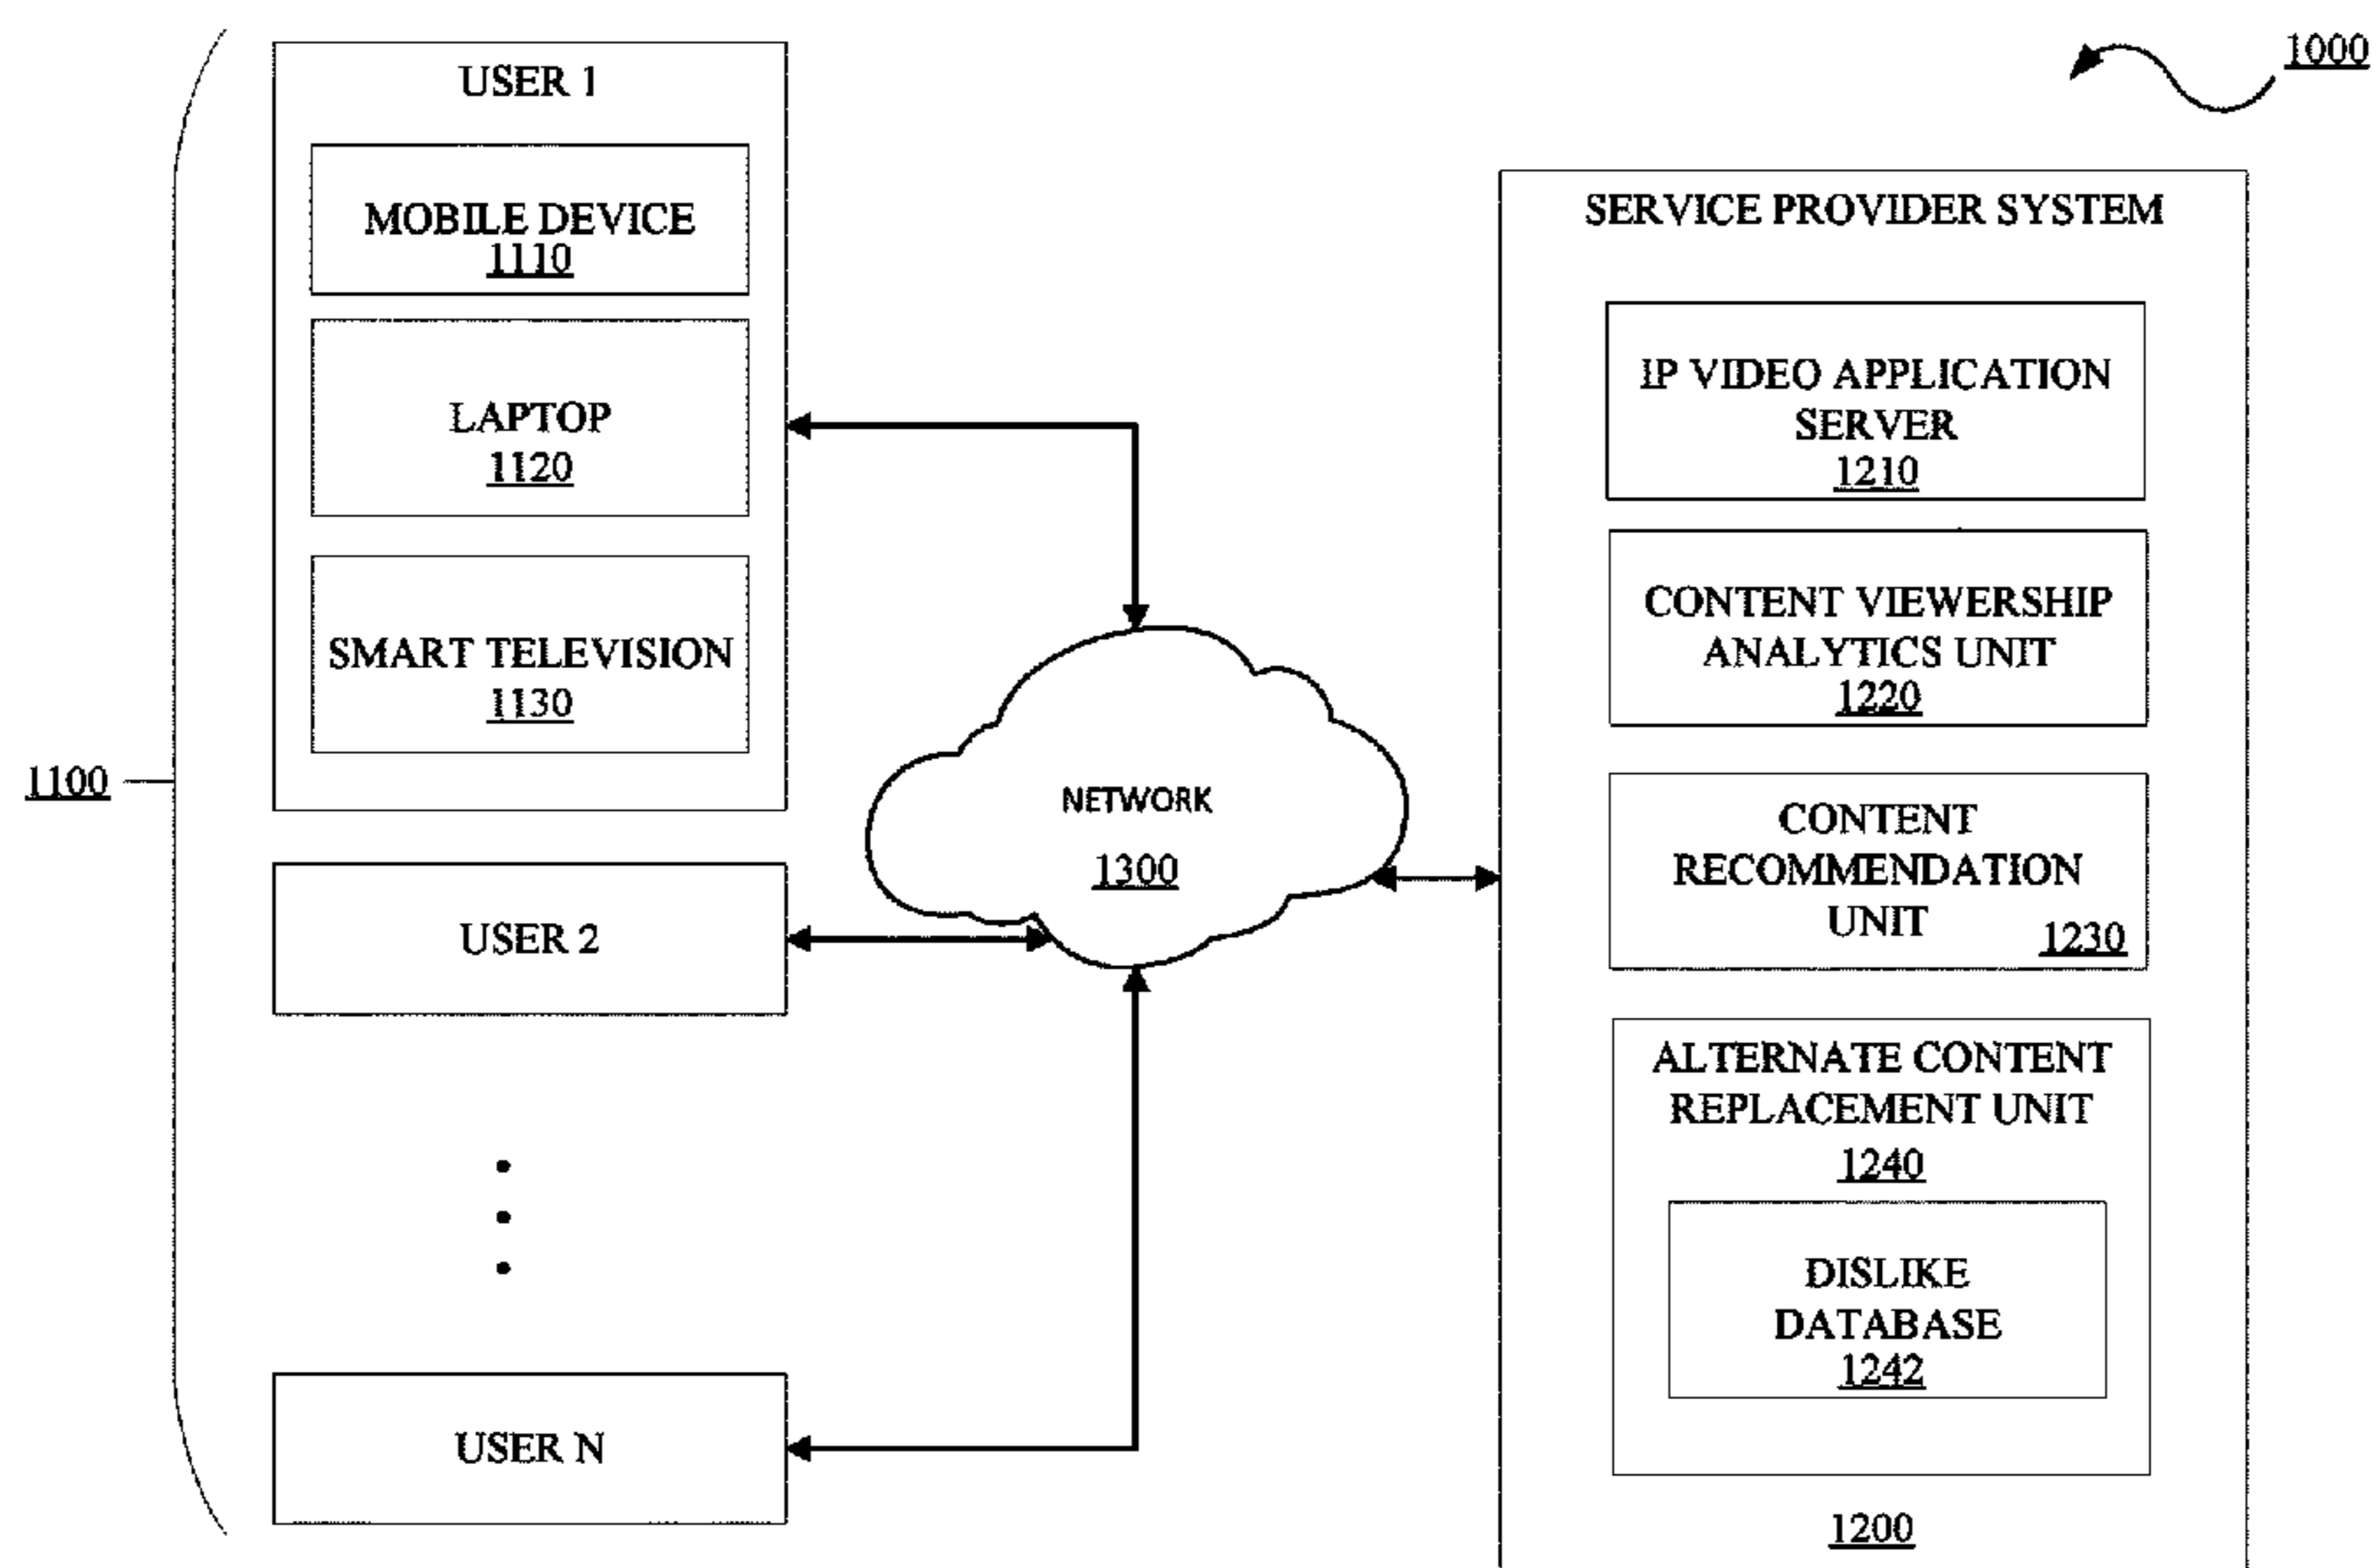 1000
USER 1
MOBILE DEVICE
1110
LAPTOP
1120
SMART TELEVISION
1130
1100
USER 2
USER N
NETWORK
1300
SERVICE PROVIDER SYSTEM
IP VIDEO APPLICATION
SERVER
1210
CONTENT VIEWERSHIP
ANALYTICS UNIT
1220
CONTENT
RECOMMENDATION
UNIT
1230
ALTERNATE CONTENT
REPLACEMENT UNIT
1240
DISLIKE
DATABASE
1242
1200